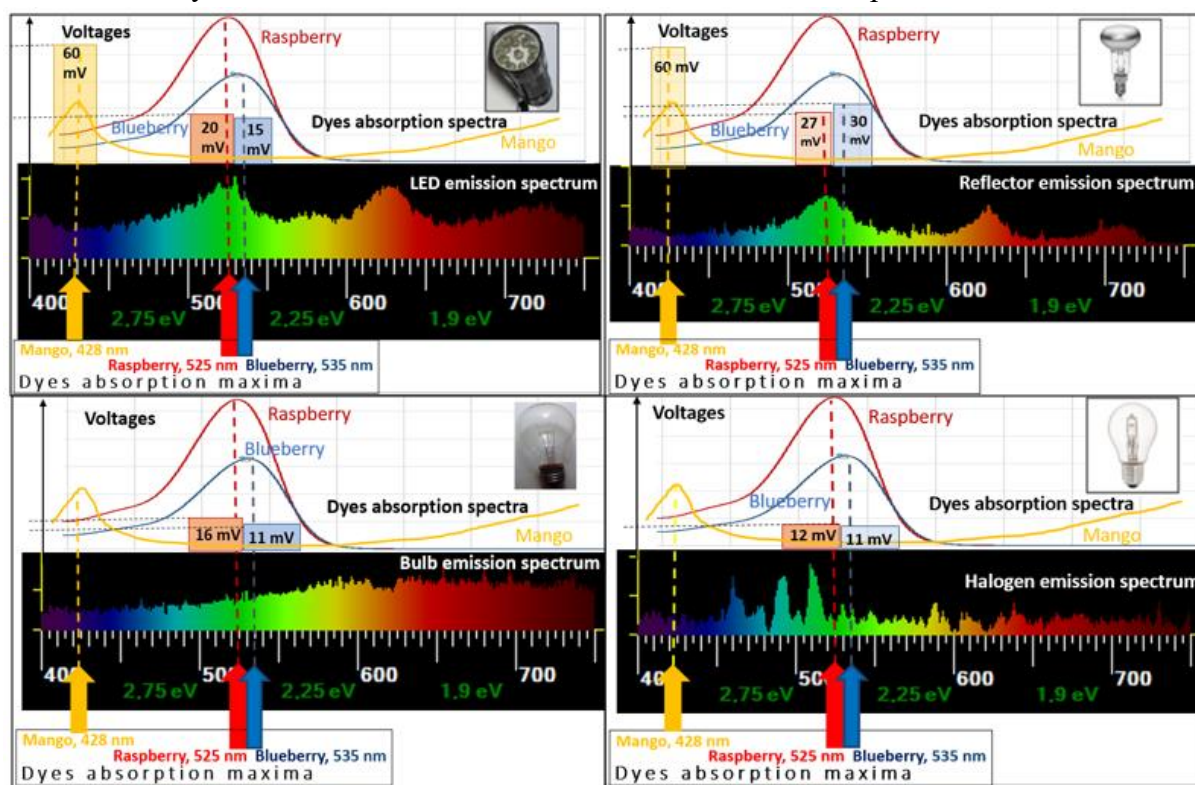 Voltages
60
mV
Raspberry
Blueberry
20
mV
15
mV
Dyes absorption spectra
Mango
LED emission spectrum
400
500
600
700
2,75 eV
2,25 eV
1,9 eV
Mango, 428 nm
Raspberry, 525 nm
Blueberry, 535 nm
Dyes absorption maxima
Voltages
60 mV
Raspberry
Blueberry
27
mV
30
mV
Dyes absorption spectra
Mango
Reflector emission spectrum
400
500
600
700
2,75 eV
2,25 eV
1,9 eV
Mango, 428 nm
Raspberry, 525 nm
Blueberry, 535 nm
Dyes absorption maxima
Voltages
Raspberry
Blueberry
Dyes absorption spectra
16 mV
11 mV
Mango
Bulb emission spectrum
400
500
600
700
2,75 eV
2,25 eV
1,9 eV
Mango, 428 nm
Raspberry, 525 nm
Blueberry, 535 nm
Dyes absorption maxima
Voltages
Raspberry
Blueberry
Dyes absorption spectra
12 mV
11 mV
Mango
Halogen emission spectrum
400
500
600
700
2,75 eV
2,25 eV
1,9 eV
Mango, 428 nm
Raspberry, 525 nm
Blueberry, 535 nm
Dyes absorption maxima